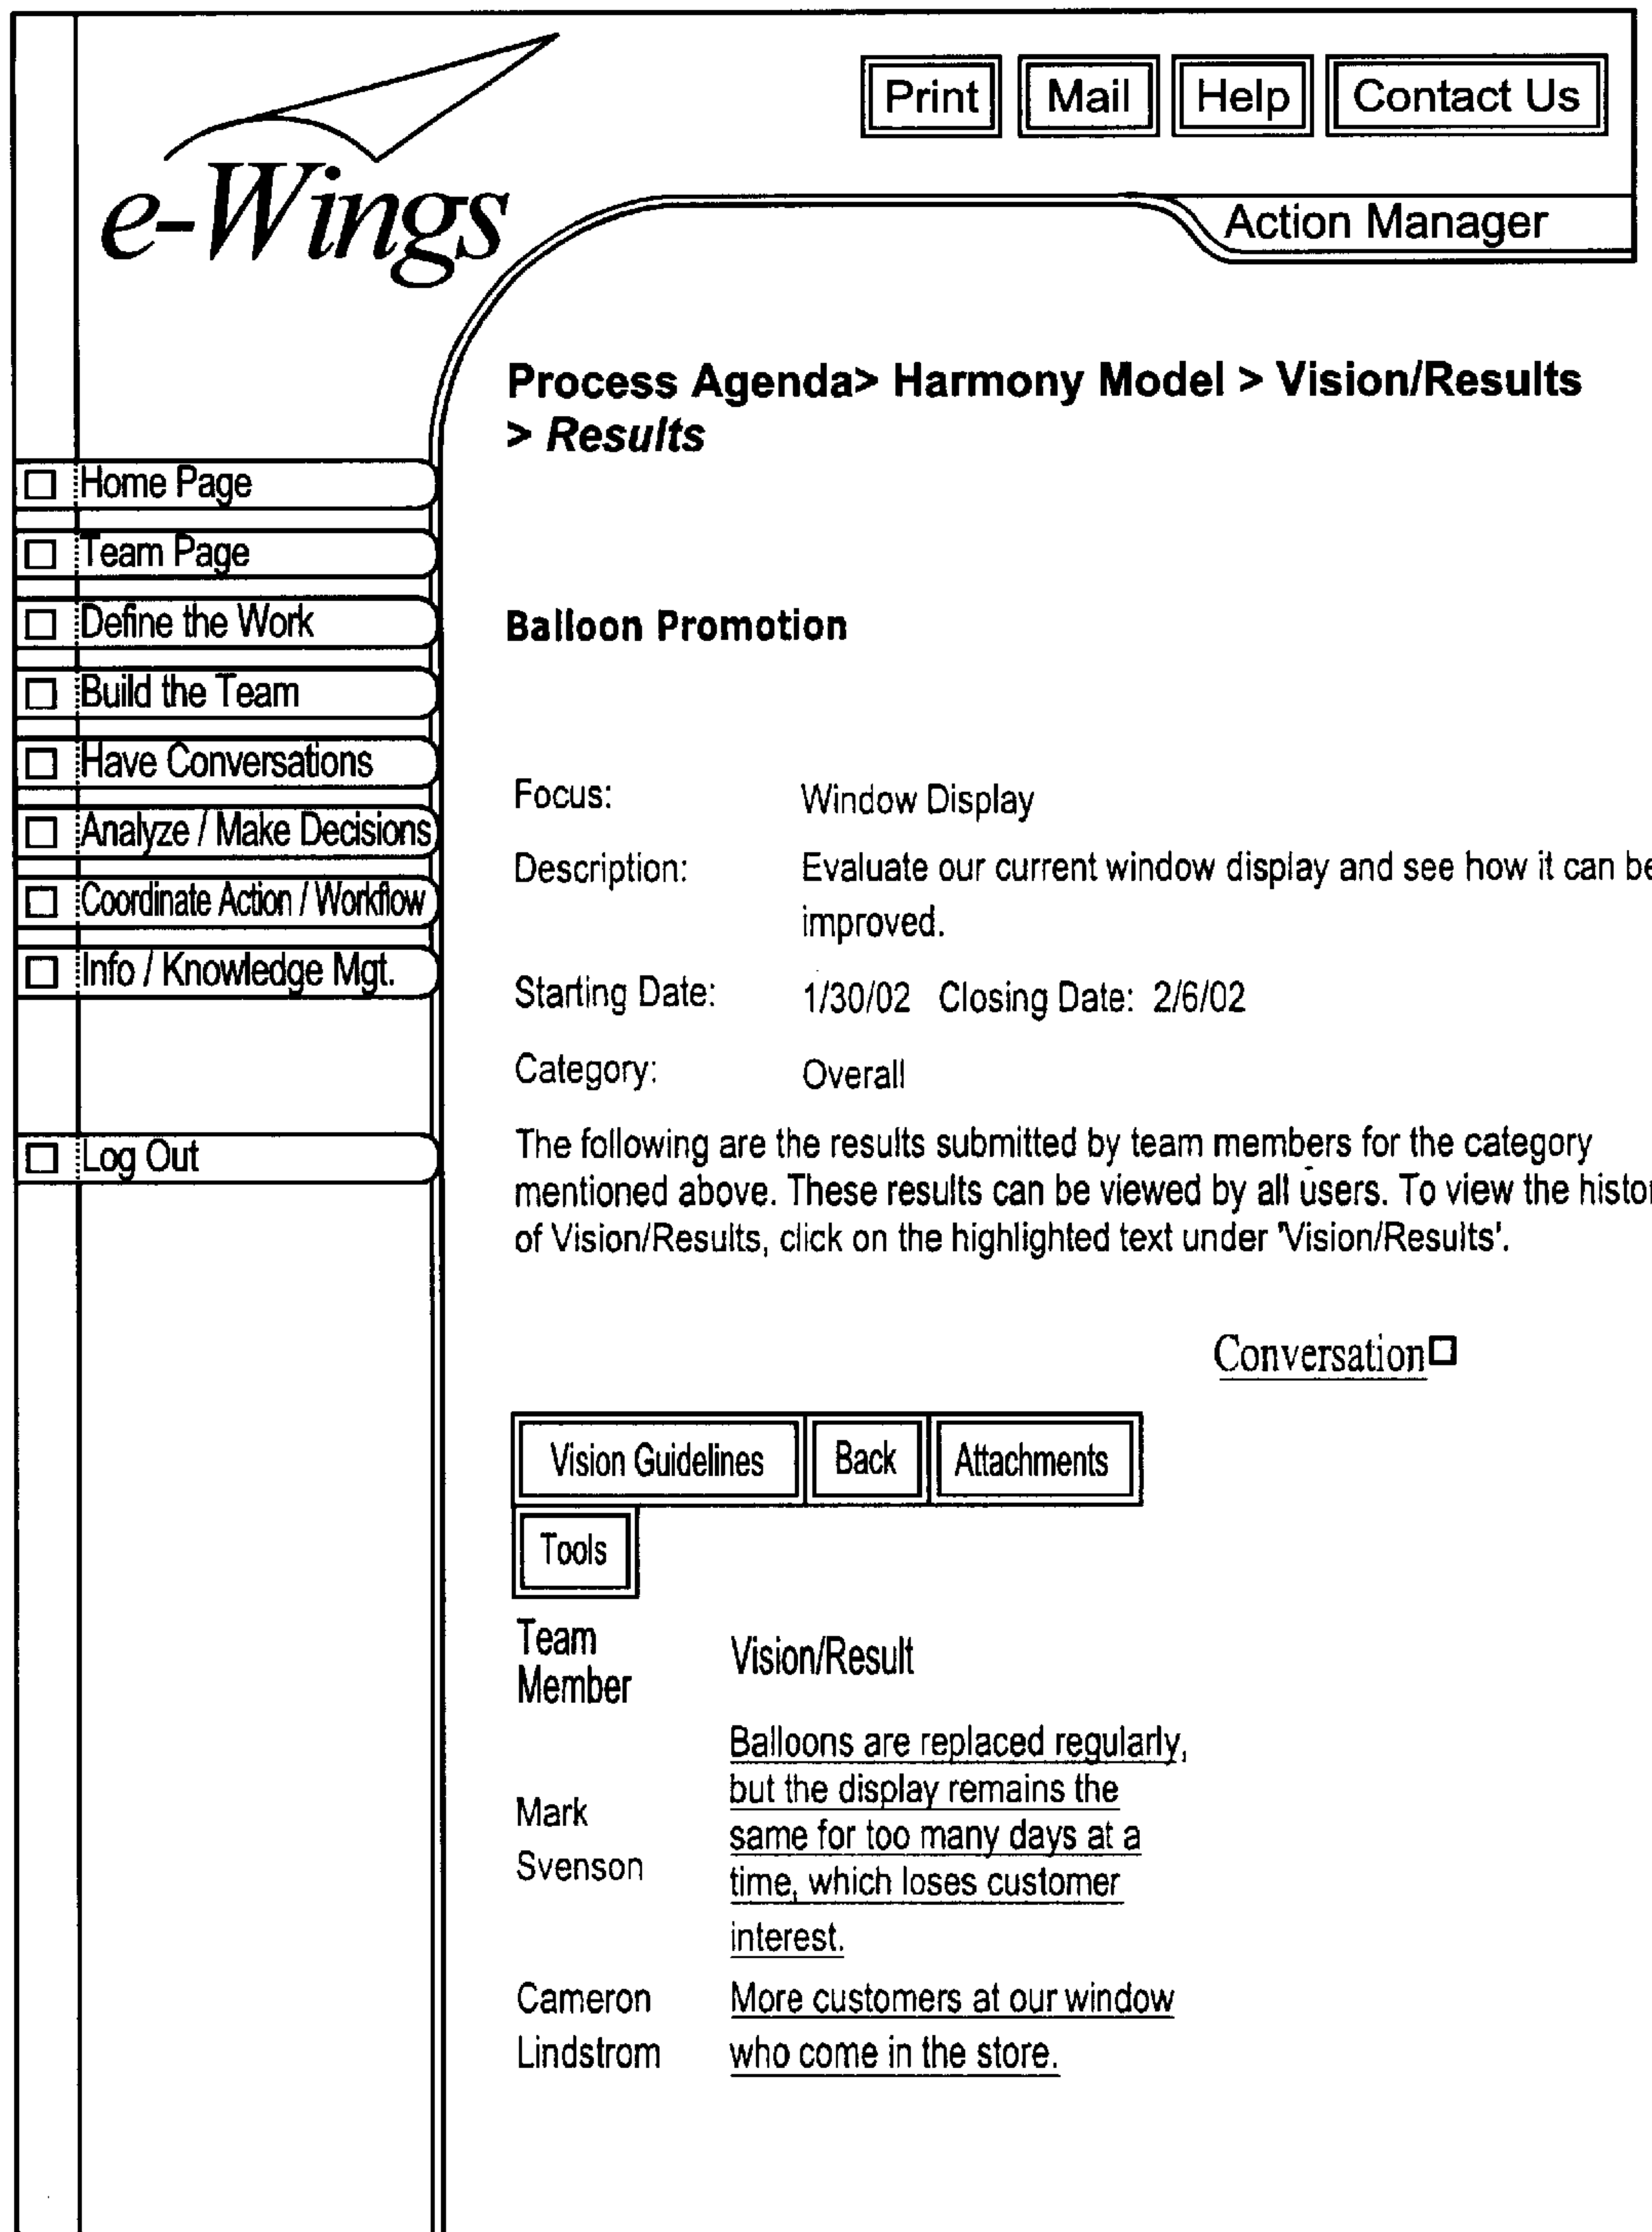 e-Wings
Print Mail Help Contact Us
Action Manager
Process Agenda> Harmony Model > Vision/Results
> Results
Home Page
Team Page
Define the Work
Build the Team
Have Conversations
Analyze / Make Decisions
Coordinate Action / Workflow
Info / Knowledge Mgt.
Log Out
Balloon Promotion
Focus: Window Display
Description: Evaluate our current window display and see how it can be
improved.
Starting Date: 1/30/02 Closing Date: 2/6/02
Category: Overall
The following are the results submitted by team members for the category
mentioned above. These results can be viewed by all users. To view the histor
of Vision/Results, click on the highlighted text under 'Vision/Results'.
Conversation
Vision Guidelines Back Attachments
Tools
Team
Member
Vision/Result
Mark
Svenson
Balloons are replaced regularly,
but the display remains the
same for too many days at a
time, which loses customer
interest.
Cameron
Lindstrom
More customers at our window
who come in the store.